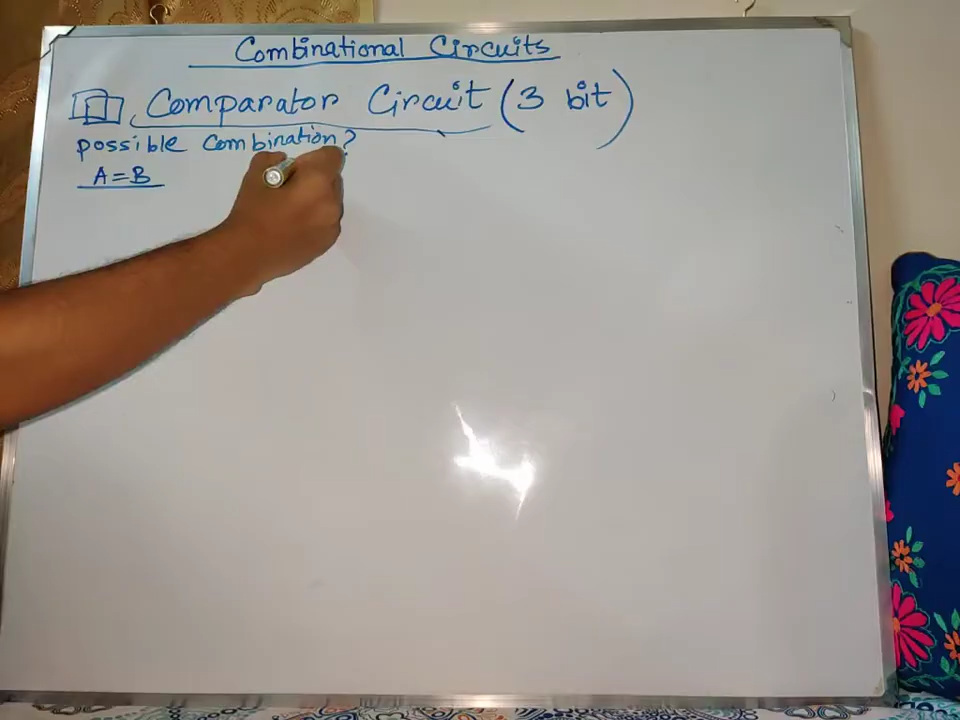 Combinational Circuits
Comparator Circuit (3 bit)
possible combination?
A=B